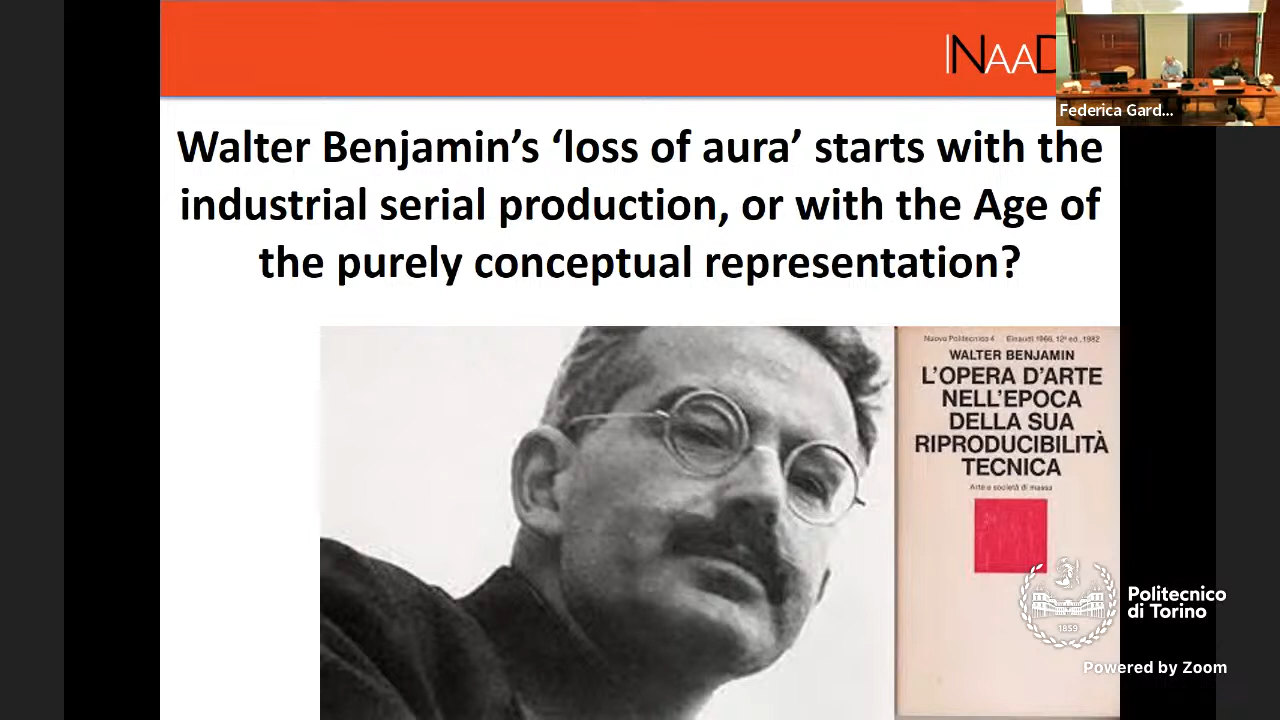 INAAD
Federica Gard...
Walter Benjamin’s ‘loss of aura’ starts with the
industrial serial production, or with the Age of
the purely conceptual representation?
Nuovo Politecnico 4 Einaudi 1966, 12ª ed., 1982
WALTER BENJAMIN
L’OPERA D’ARTE
NELL’EPOCA
DELLA SUA
RIPRODUCIBILITÀ
TECNICA
Arte e società di massa
Politecnico
di Torino
1859
Powered by Zoom